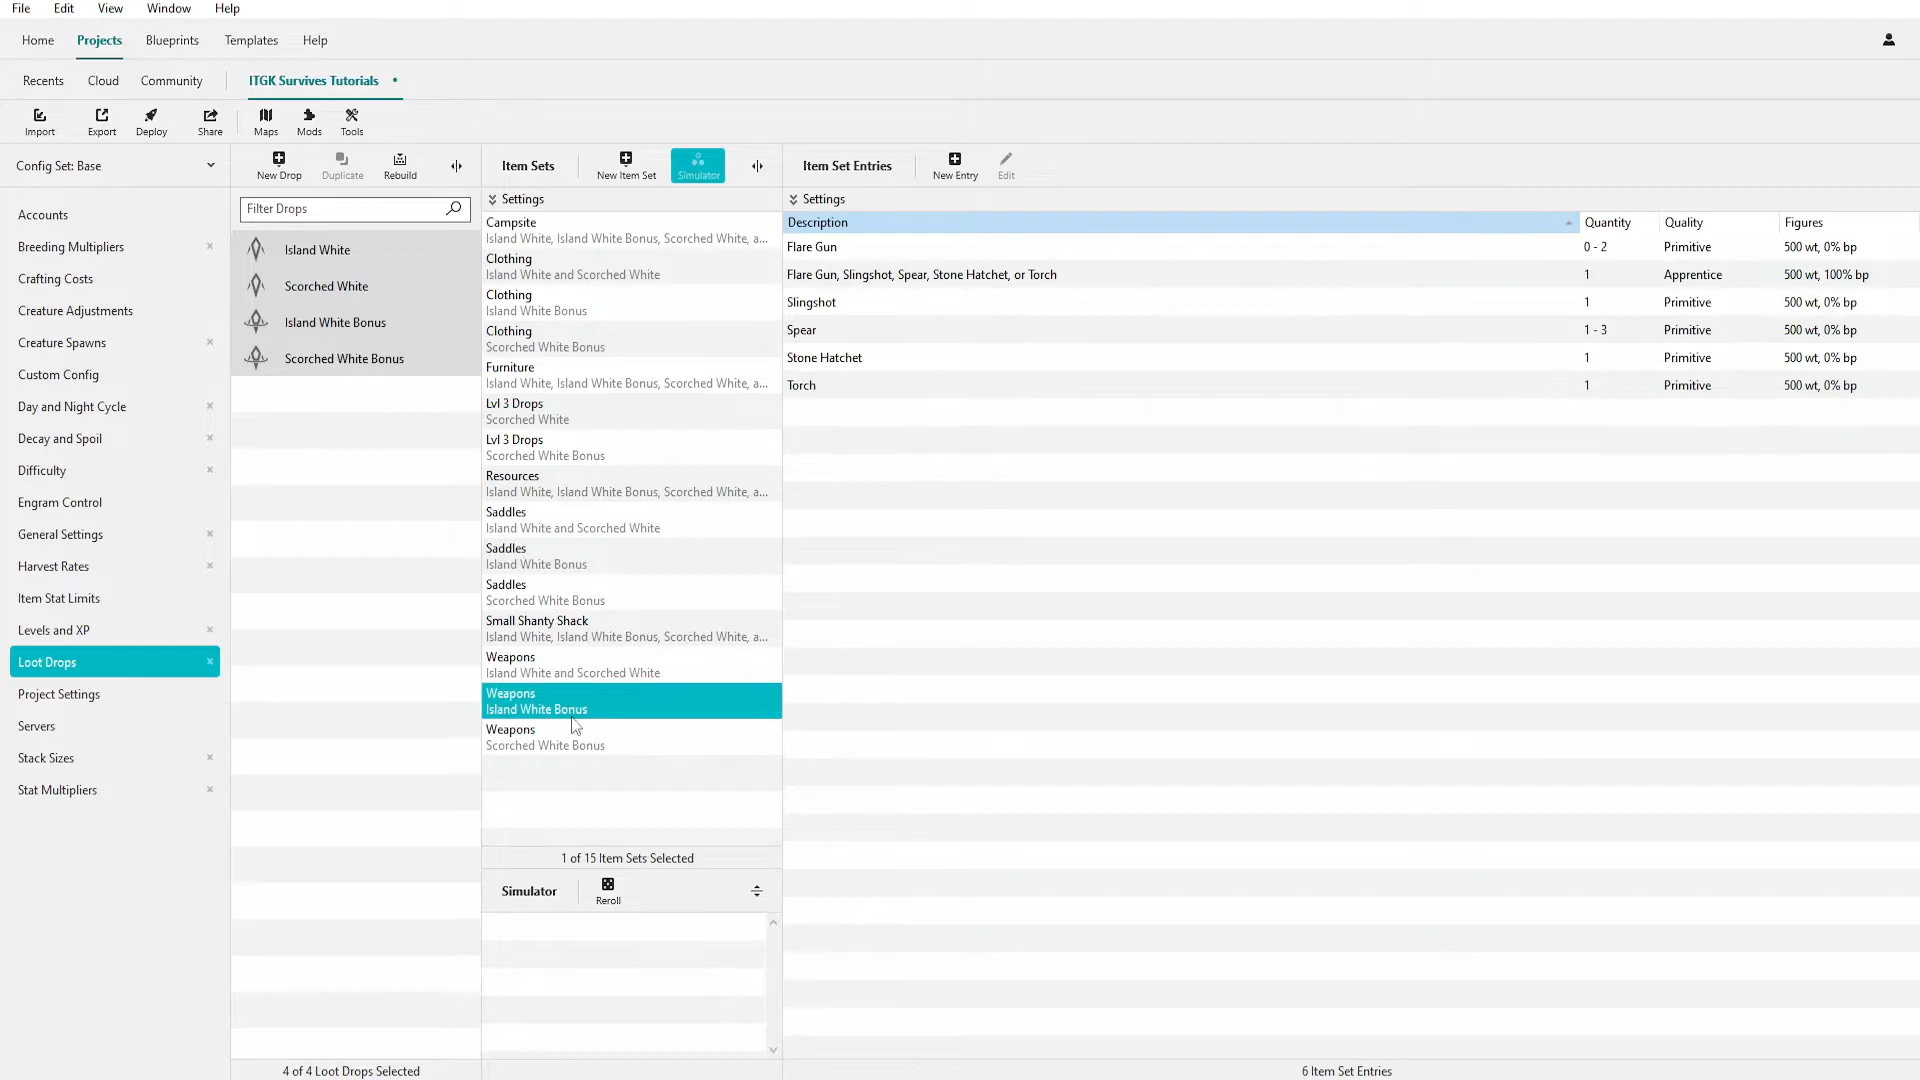 File Edit View Window Help
Home Projects Blueprints Templates Help
Recents Cloud Community ITGK Survives Tutorials •
Import Export Deploy Share Maps Mods Tools
Config Set: Base
Accounts
Breeding Multipliers
Crafting Costs
Creature Adjustments
Creature Spawns
Custom Config
Day and Night Cycle
Decay and Spoil
Difficulty
Engram Control
General Settings
Harvest Rates
Item Stat Limits
Levels and XP
Loot Drops
Project Settings
Servers
Stack Sizes
Stat Multipliers
New Drop Duplicate Rebuild
Filter Drops
Island White
Scorched White
Island White Bonus
Scorched White Bonus
4 of 4 Loot Drops Selected
Item Sets New Item Set Simulator
Settings
Campsite
Island White, Island White Bonus, Scorched White, a...
Clothing
Island White and Scorched White
Clothing
Island White Bonus
Clothing
Scorched White Bonus
Furniture
Island White, Island White Bonus, Scorched White, a...
Lvl 3 Drops
Scorched White
Lvl 3 Drops
Scorched White Bonus
Resources
Island White, Island White Bonus, Scorched White, a...
Saddles
Island White and Scorched White
Saddles
Island White Bonus
Saddles
Scorched White Bonus
Small Shanty Shack
Island White, Island White Bonus, Scorched White, a...
Weapons
Island White and Scorched White
Weapons
Island White Bonus
Weapons
Scorched White Bonus
1 of 15 Item Sets Selected
Simulator Reroll
Item Set Entries New Entry Edit
Settings
Description Quantity Quality Figures
Flare Gun 0 - 2 Primitive 500 wt, 0% bp
Flare Gun, Slingshot, Spear, Stone Hatchet, or Torch 1 Apprentice 500 wt, 100% bp
Slingshot 1 Primitive 500 wt, 0% bp
Spear 1 - 3 Primitive 500 wt, 0% bp
Stone Hatchet 1 Primitive 500 wt, 0% bp
Torch 1 Primitive 500 wt, 0% bp
6 Item Set Entries